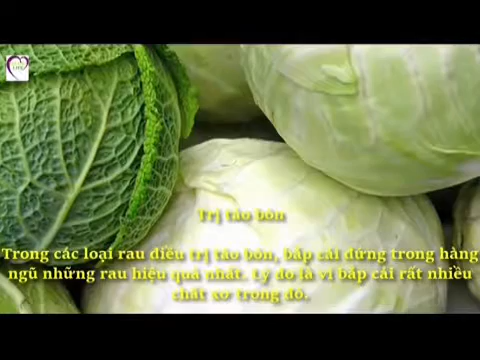 Trị táo bón
Trong các loại rau điều trị táo bón, bắp cải đứng trong hàng
ngũ những rau hiệu quả nhất. Lý do là vì bắp cải rất nhiều
chất xơ trong đó.